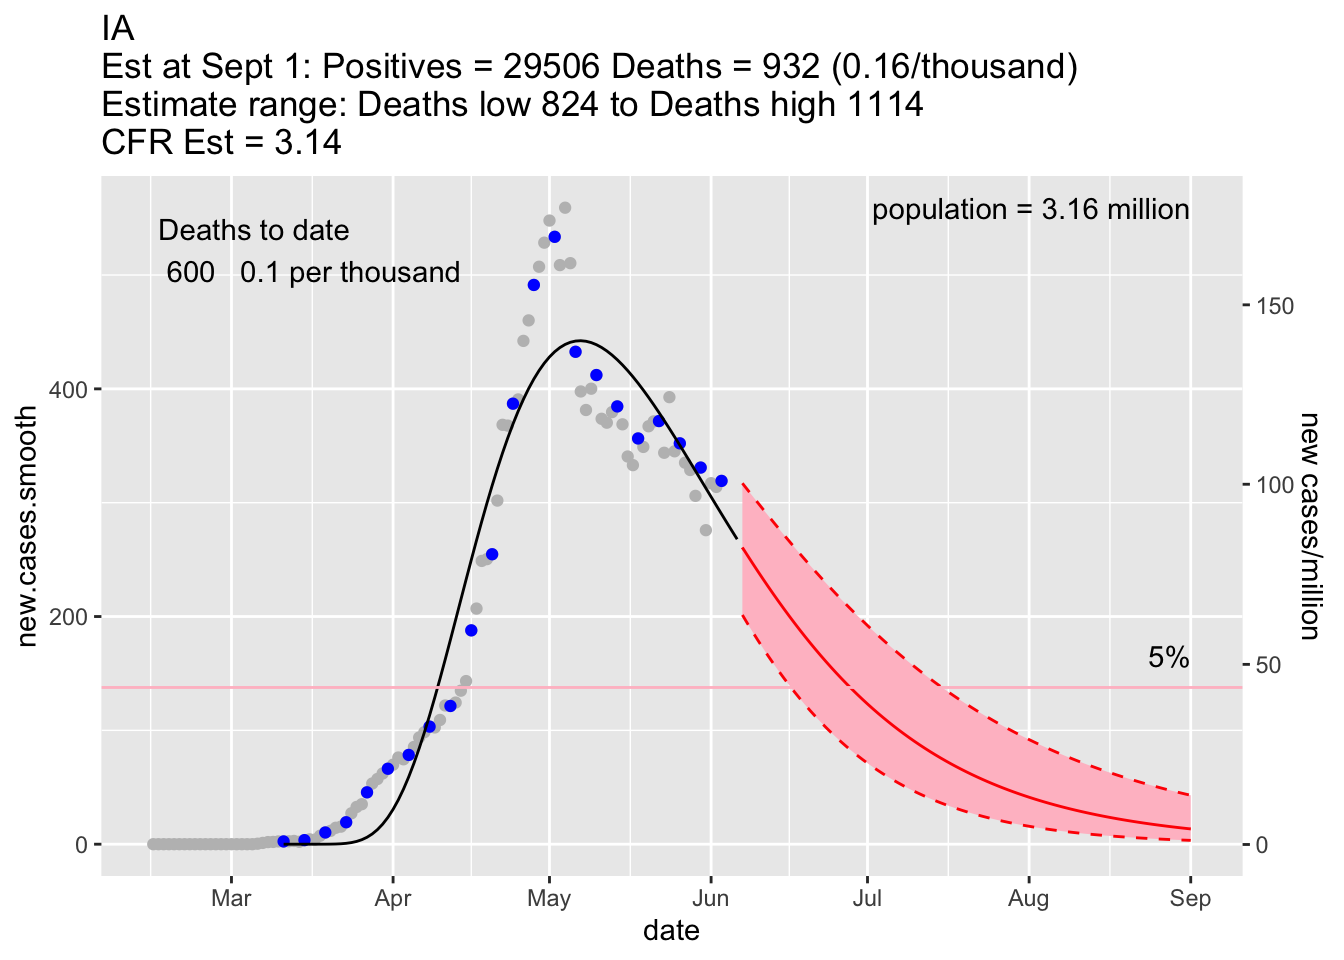 IA
Est at Sept 1: Positives = 29506 Deaths = 932 (0.16/thousand)
Estimate range: Deaths low 824 to Deaths high 1114
CFR Est = 3.14
Deaths to date
600 0.1 per thousand
population = 3.16 million
5%
new.cases.smooth
400
200
0
150
100
50
0
new cases/million
Mar Apr May Jun Jul Aug Sep
date